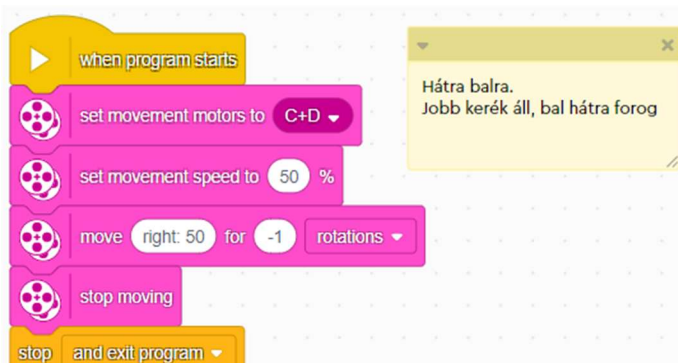 when program starts
Hátra balra.
Jobb kerék áll, bal hátra forog
set movement motors to C+D
set movement speed to 50 %
move right: 50 for -1 rotations
stop moving
stop and exit program